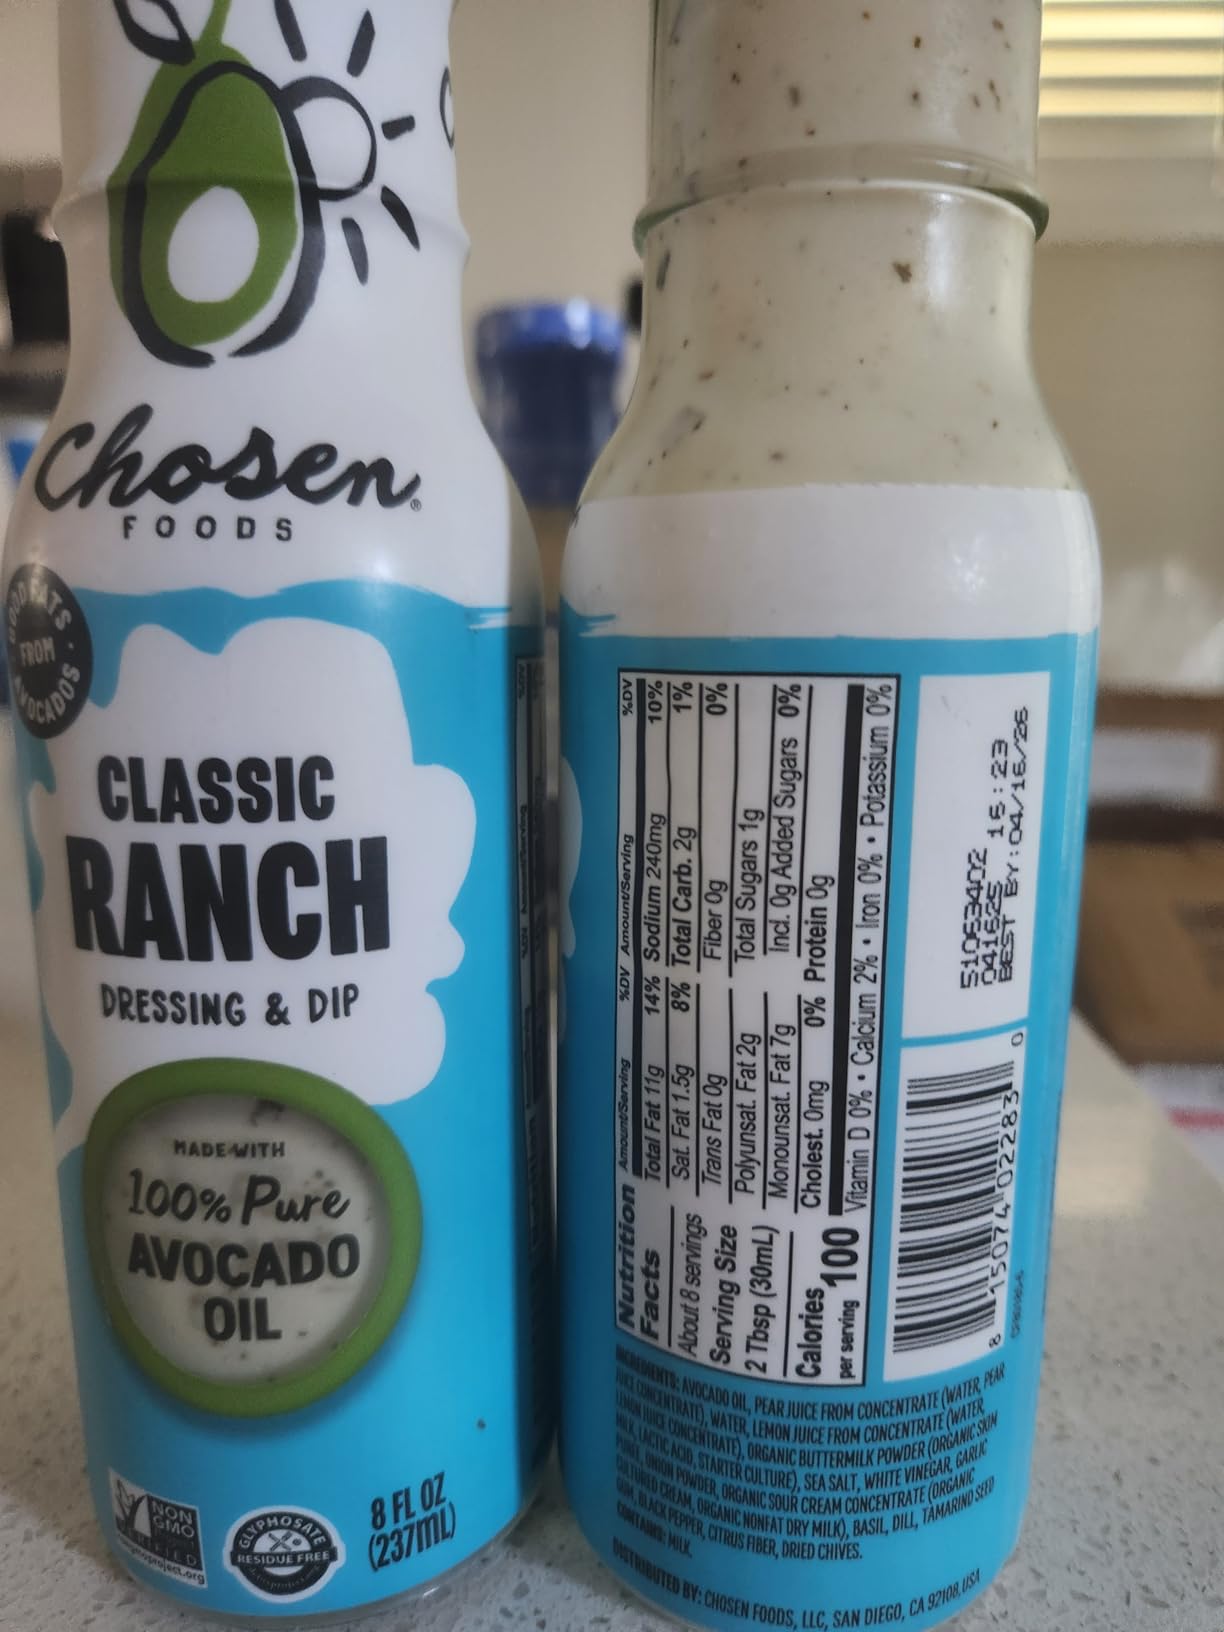 Chosen®
FOODS
GOOD FATS
FROM
AVOCADOS
CLASSIC
RANCH
DRESSING & DIP
MADE WITH
100% Pure
AVOCADO
OIL
NON
GMO
VERIFIED
GLYPHOSATE
RESIDUE FREE
8 FL OZ
(237mL)
Nutrition
Facts
About 8 servings
Serving Size
2 Tbsp (30mL)
Calories 100
per serving
Amount/Serving %DV
Total Fat 11g 14%
Sat. Fat 1.5g 8%
Trans Fat 0g
Polyunsat. Fat 2g
Monounsat. Fat 7g
Cholest. 0mg 0%
Amount/Serving %DV
Sodium 240mg 10%
Total Carb. 2g 1%
Fiber 0g 0%
Total Sugars 1g
Incl. 0g Added Sugars 0%
Protein 0g
Vitamin D 0% • Calcium 2% • Iron 0% • Potassium 0%
51063402
041625 16:23
BEST BY:04/16/26
8 15074 02283 0
INGREDIENTS: AVOCADO OIL, PEAR JUICE FROM CONCENTRATE (WATER, PEAR
JUICE CONCENTRATE), WATER, LEMON JUICE FROM CONCENTRATE (WATER,
LEMON JUICE CONCENTRATE), ORGANIC BUTTERMILK POWDER (ORGANIC SKIM
MILK, LACTIC ACID, STARTER CULTURE), SEA SALT, WHITE VINEGAR, GARLIC
PUREE, ONION POWDER, ORGANIC SOUR CREAM CONCENTRATE (ORGANIC
CULTURED CREAM, ORGANIC NONFAT DRY MILK), BASIL, DILL, TAMARIND SEED
GUM, BLACK PEPPER, CITRUS FIBER, DRIED CHIVES.
CONTAINS: MILK.
DISTRIBUTED BY: CHOSEN FOODS, LLC, SAN DIEGO, CA 92108, USA